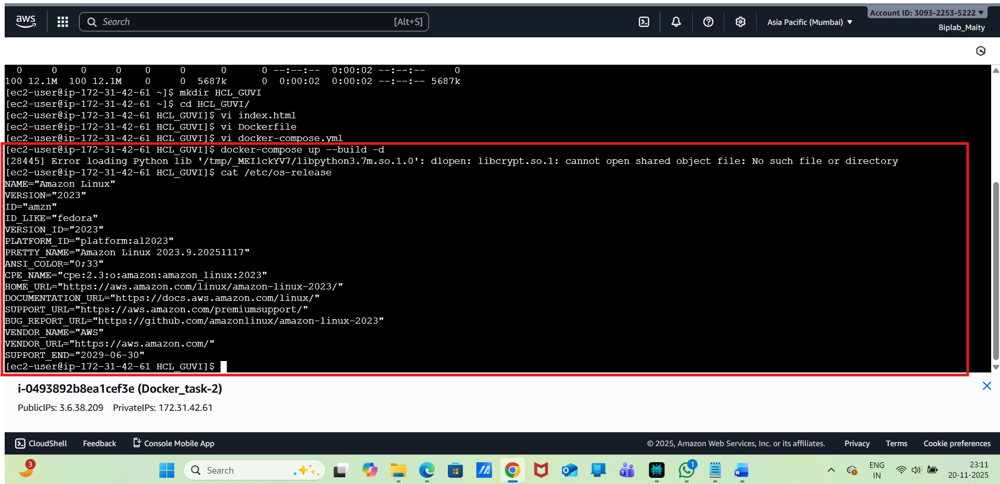 aws
Search
[Alt+S]
Asia Pacific (Mumbai) ▼
Account ID: 3093-2253-5222 ▼
Biplab_Maity
0 0 0 0 0 0 0 0 --:--:-- 0:00:02 --:--:-- 0
100 12.1M 100 12.1M 0 0 5687k 0 0:00:02 0:00:02 --:--:-- 5687k
[ec2-user@ip-172-31-42-61 ~]$ mkdir HCL_GUVI
[ec2-user@ip-172-31-42-61 ~]$ cd HCL_GUVI/
[ec2-user@ip-172-31-42-61 HCL_GUVI]$ vi index.html
[ec2-user@ip-172-31-42-61 HCL_GUVI]$ vi Dockerfile
[ec2-user@ip-172-31-42-61 HCL_GUVI]$ vi docker-compose.yml
[ec2-user@ip-172-31-42-61 HCL_GUVI]$ docker-compose up --build -d
[28445] Error loading Python lib '/tmp/_MEIlckYV7/libpython3.7m.so.1.0': dlopen: libcrypt.so.1: cannot open shared object file: No such file or directory
[ec2-user@ip-172-31-42-61 HCL_GUVI]$ cat /etc/os-release
NAME="Amazon Linux"
VERSION="2023"
ID="amzn"
ID_LIKE="fedora"
VERSION_ID="2023"
PLATFORM_ID="platform:al2023"
PRETTY_NAME="Amazon Linux 2023.9.20251117"
ANSI_COLOR="0;33"
CPE_NAME="cpe:2.3:o:amazon:amazon_linux:2023"
HOME_URL="https://aws.amazon.com/linux/amazon-linux-2023/"
DOCUMENTATION_URL="https://docs.aws.amazon.com/linux/"
SUPPORT_URL="https://aws.amazon.com/premiumsupport/"
BUG_REPORT_URL="https://github.com/amazonlinux/amazon-linux-2023"
VENDOR_NAME="AWS"
VENDOR_URL="https://aws.amazon.com/"
SUPPORT_END="2029-06-30"
[ec2-user@ip-172-31-42-61 HCL_GUVI]$
i-0493892b8ea1cef3e (Docker_task-2)
PublicIPs: 3.6.38.209 PrivateIPs: 172.31.42.61
CloudShell Feedback Console Mobile App
© 2025, Amazon Web Services, Inc. or its affiliates. Privacy Terms Cookie preferences
3
Search
1
ENG
IN
23:11
20-11-2025